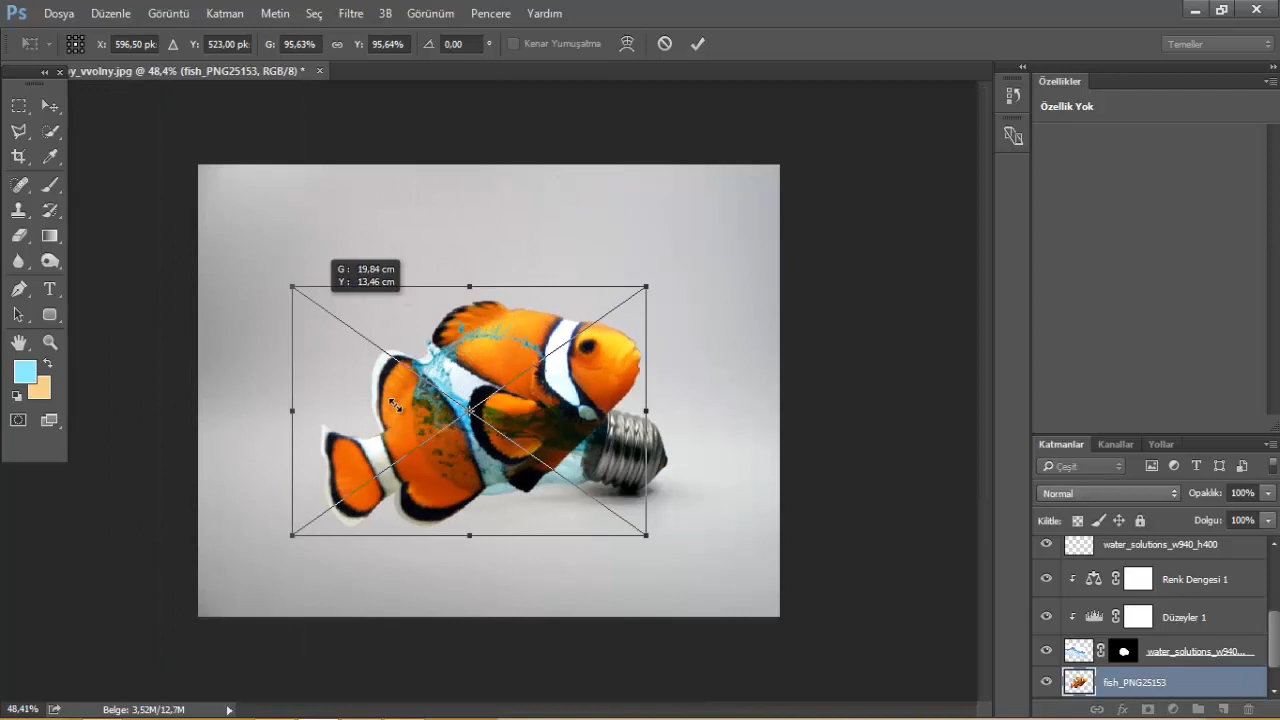 Ps Dosya Düzenle Görüntü Katman Metin Seç Filtre 3B Görünüm Pencere Yardım
X: 596,50 pk Y: 523,00 pk G: 95,63% Y: 95,64% 0,00 ° Kenar Yumuşatma Temeller
y_vvolny.jpg @ 48,4% (fish_PNG25153, RGB/8) *
Özellikler
Özellik Yok
G : 19,84 cm
Y : 13,46 cm
Katmanlar Kanallar Yollar
Çeşit
Normal Opaklık: 100%
Kilitle: Dolgu: 100%
water_solutions_w940_h400
Renk Dengesi 1
Düzeyler 1
water_solutions_w940...
fish_PNG25153
48,41% Belge: 3,52M/12,7M